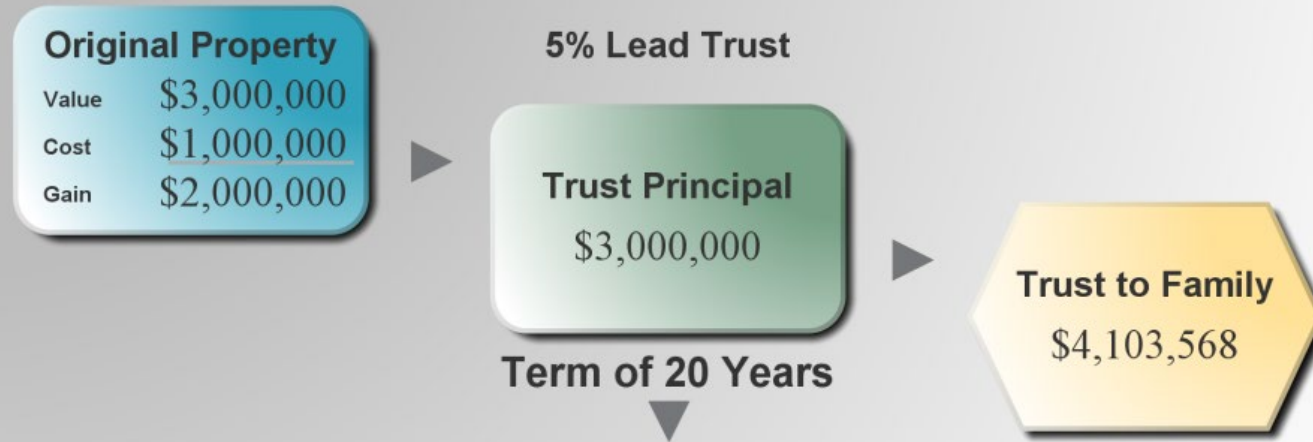 Original Property
Value $3,000,000
Cost $1,000,000
Gain $2,000,000
5% Lead Trust
Trust Principal
$3,000,000
Term of 20 Years
Trust to Family
$4,103,568